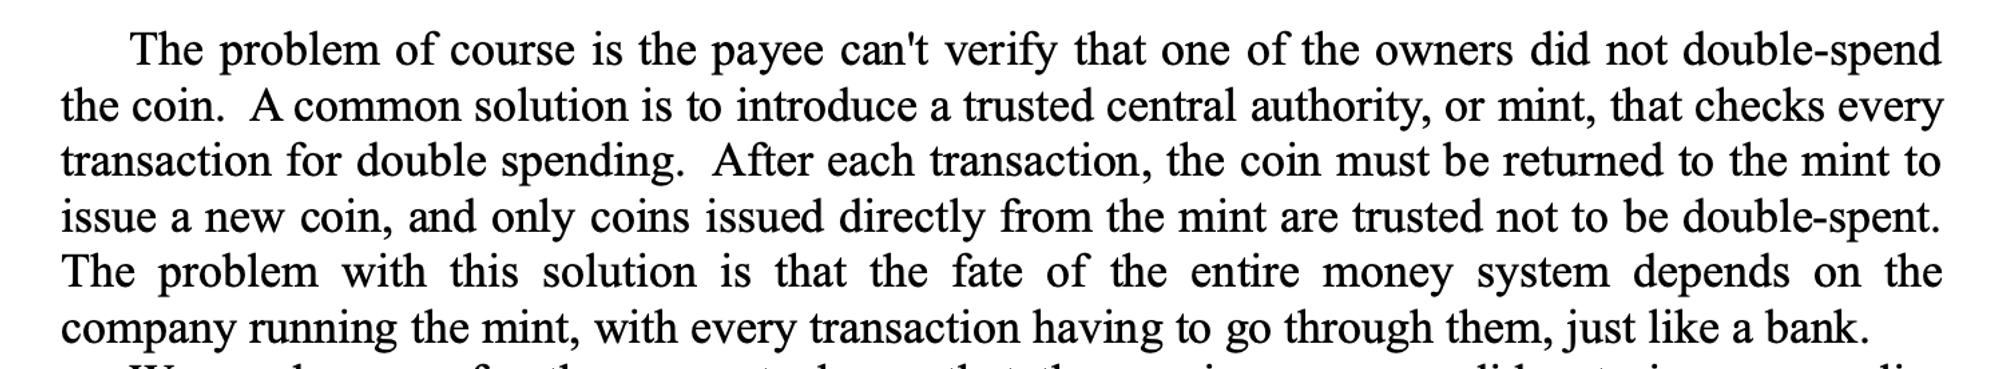 The problem of course is the payee can't verify that one of the owners did not double-spend
the coin.  A common solution is to introduce a trusted central authority, or mint, that checks every
transaction for double spending.  After each transaction, the coin must be returned to the mint to
issue a new coin, and only coins issued directly from the mint are trusted not to be double-spent.
The problem with this solution is that the fate of the entire money system depends on the
company running the mint, with every transaction having to go through them, just like a bank.